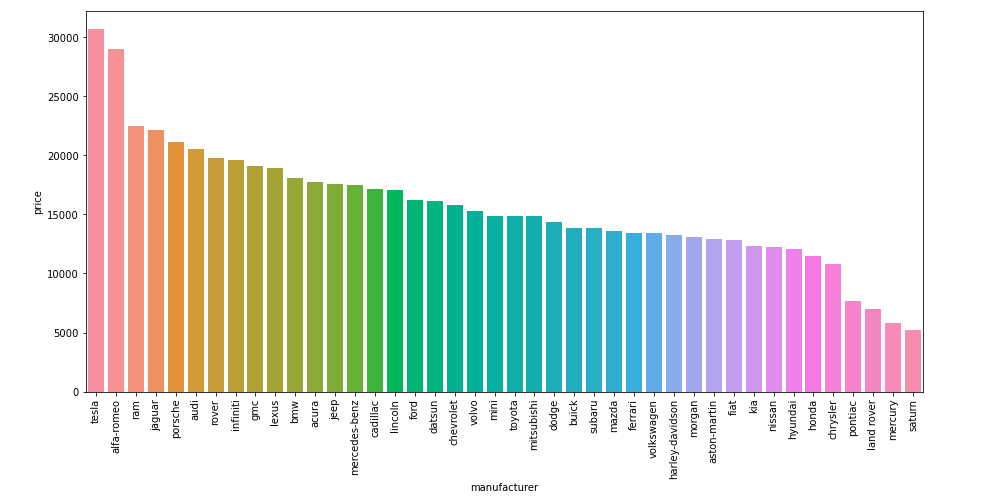 30000
25000
20000
15000
10000
5000
0
price
tesla
alfa-romeo
ram
jaguar
porsche
audi
rover
infiniti
gmc
lexus
bmw
acura
jeep
mercedes-benz
cadillac
lincoln
ford
datsun
chevrolet
volvo
mini
toyota
mitsubishi
dodge
buick
subaru
mazda
ferrari
volkswagen
harley-davidson
morgan
aston-martin
fiat
kia
nissan
hyundai
honda
chrysler
pontiac
land rover
mercury
saturn
manufacturer